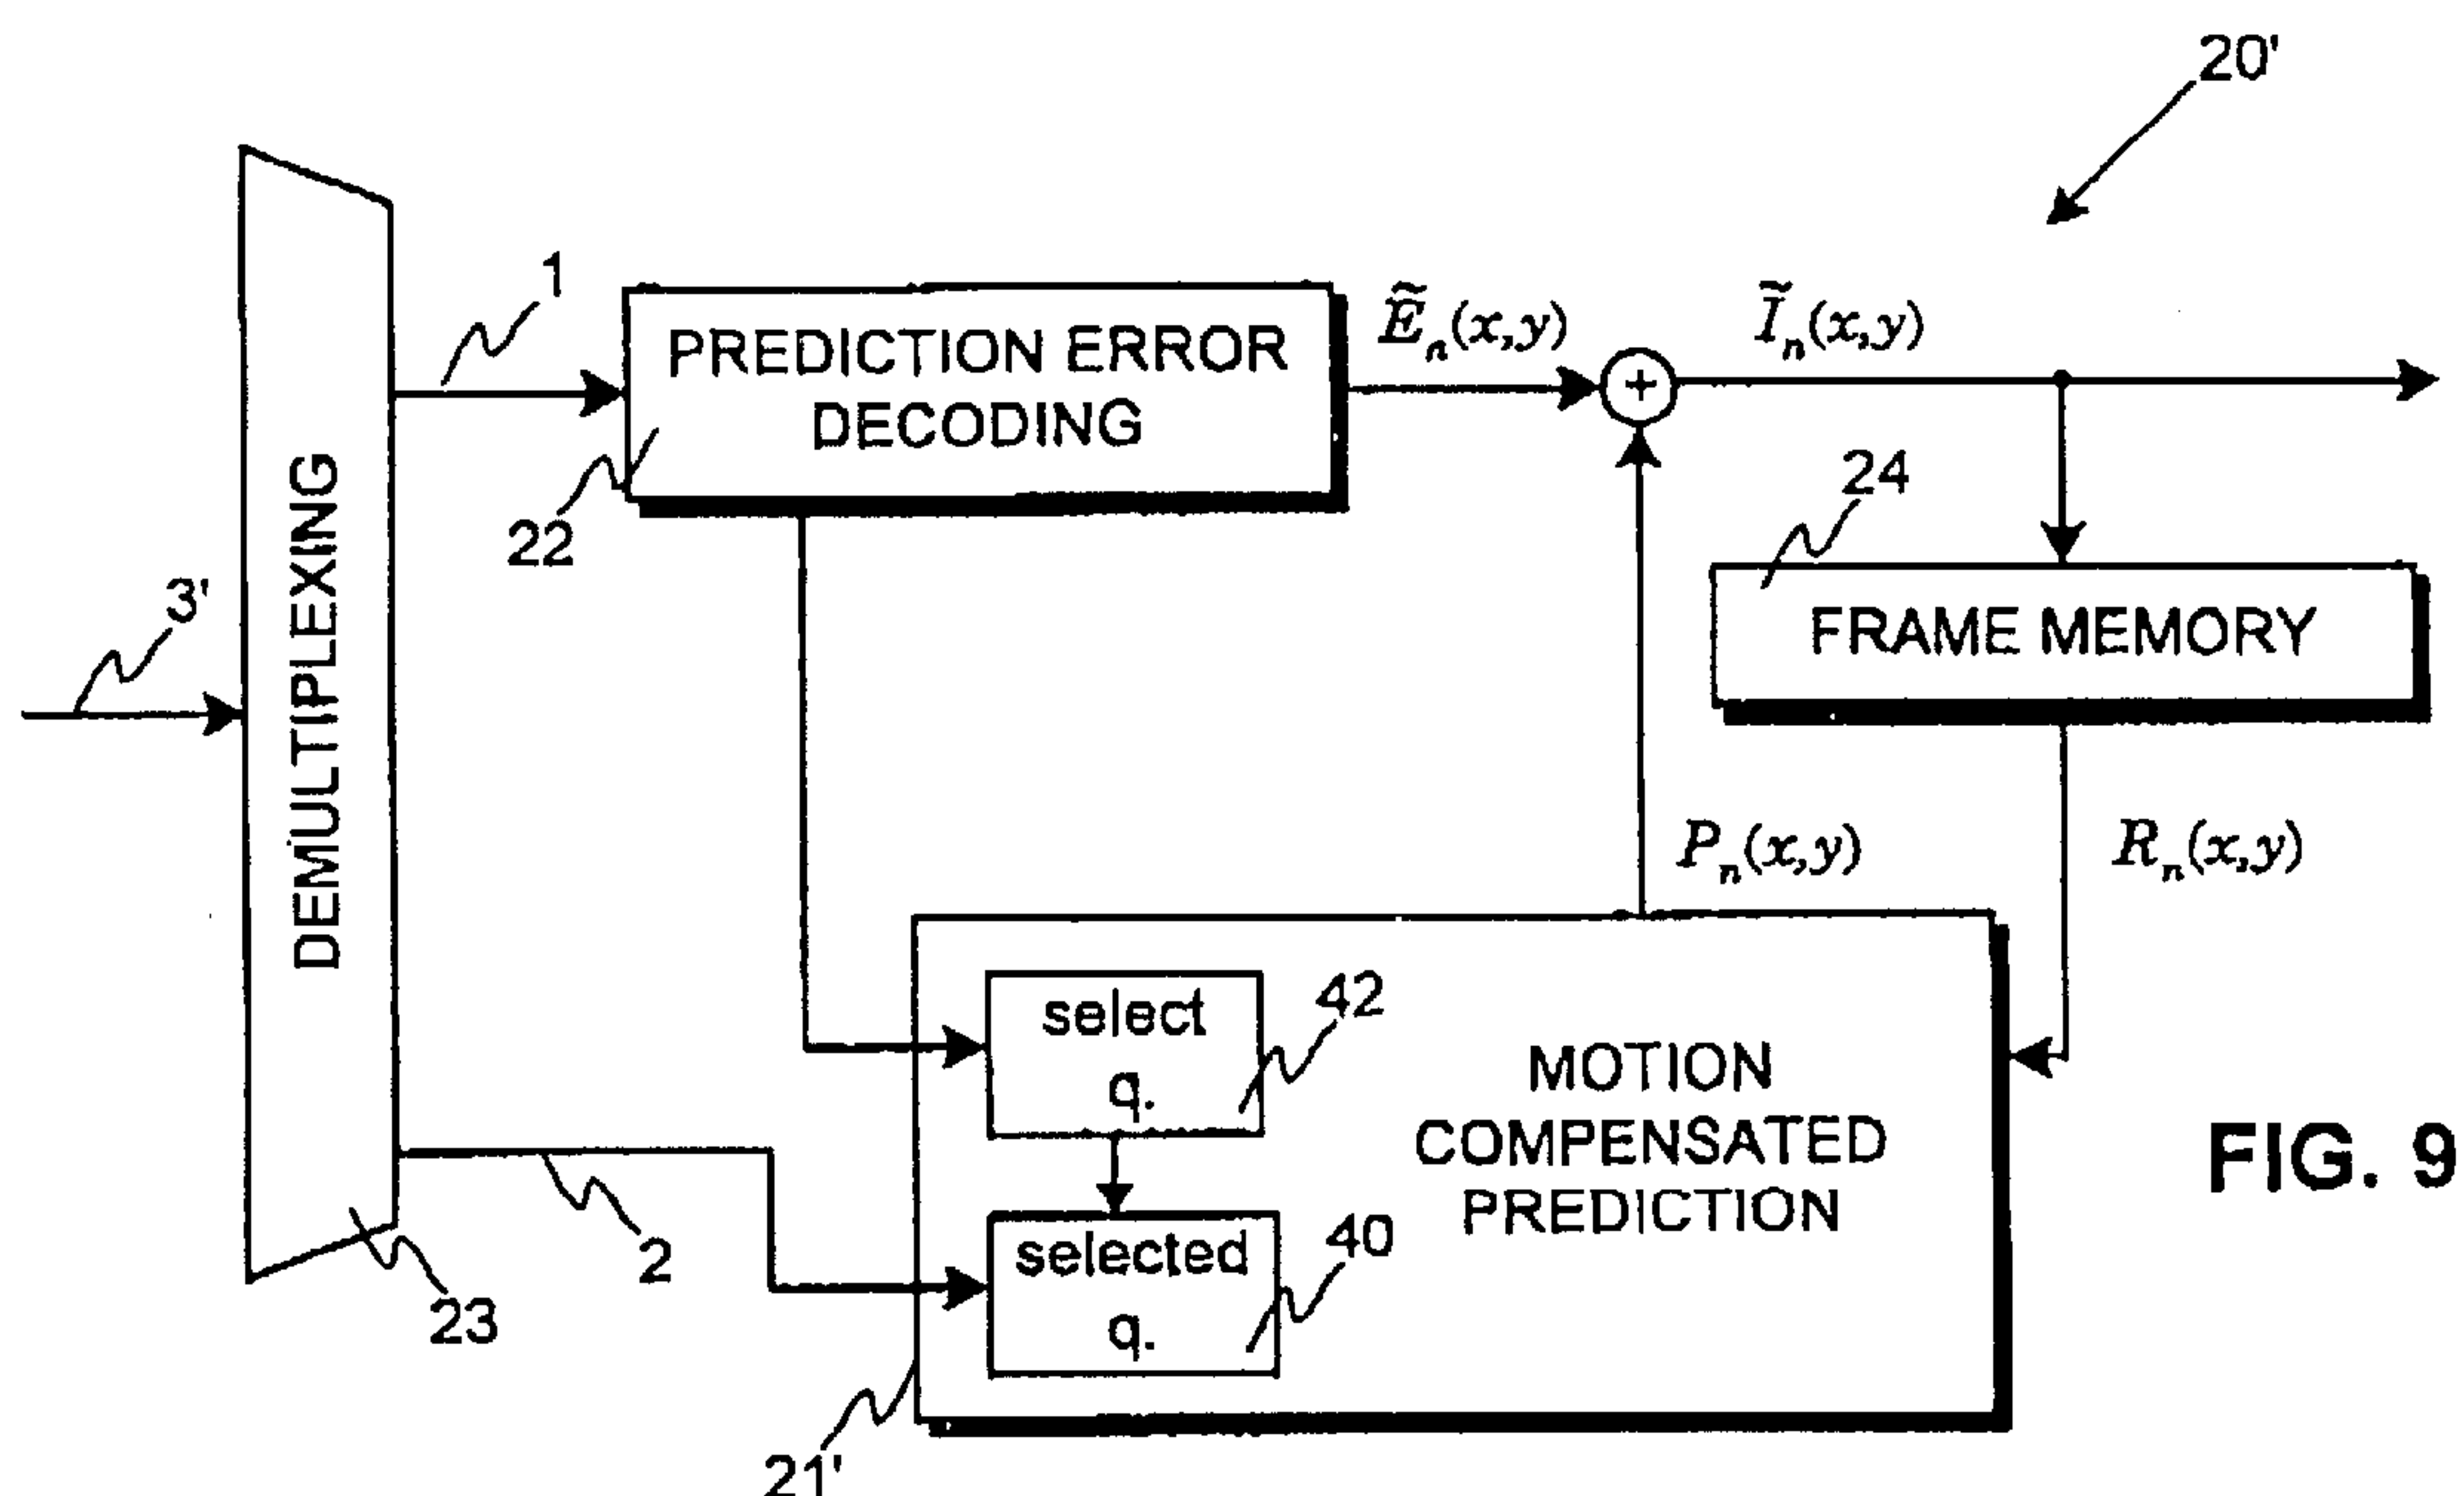 20'
1
PREDICTION ERROR
DECODING
Ẽn(x,y)
Ĩn(x,y)
22
24
3'
FRAME MEMORY
DEMULTIPLEXING
Pn(x,y)
Rn(x,y)
select
q.
42
MOTION
COMPENSATED
PREDICTION
FIG. 9
selected
q.
40
2
23
21'